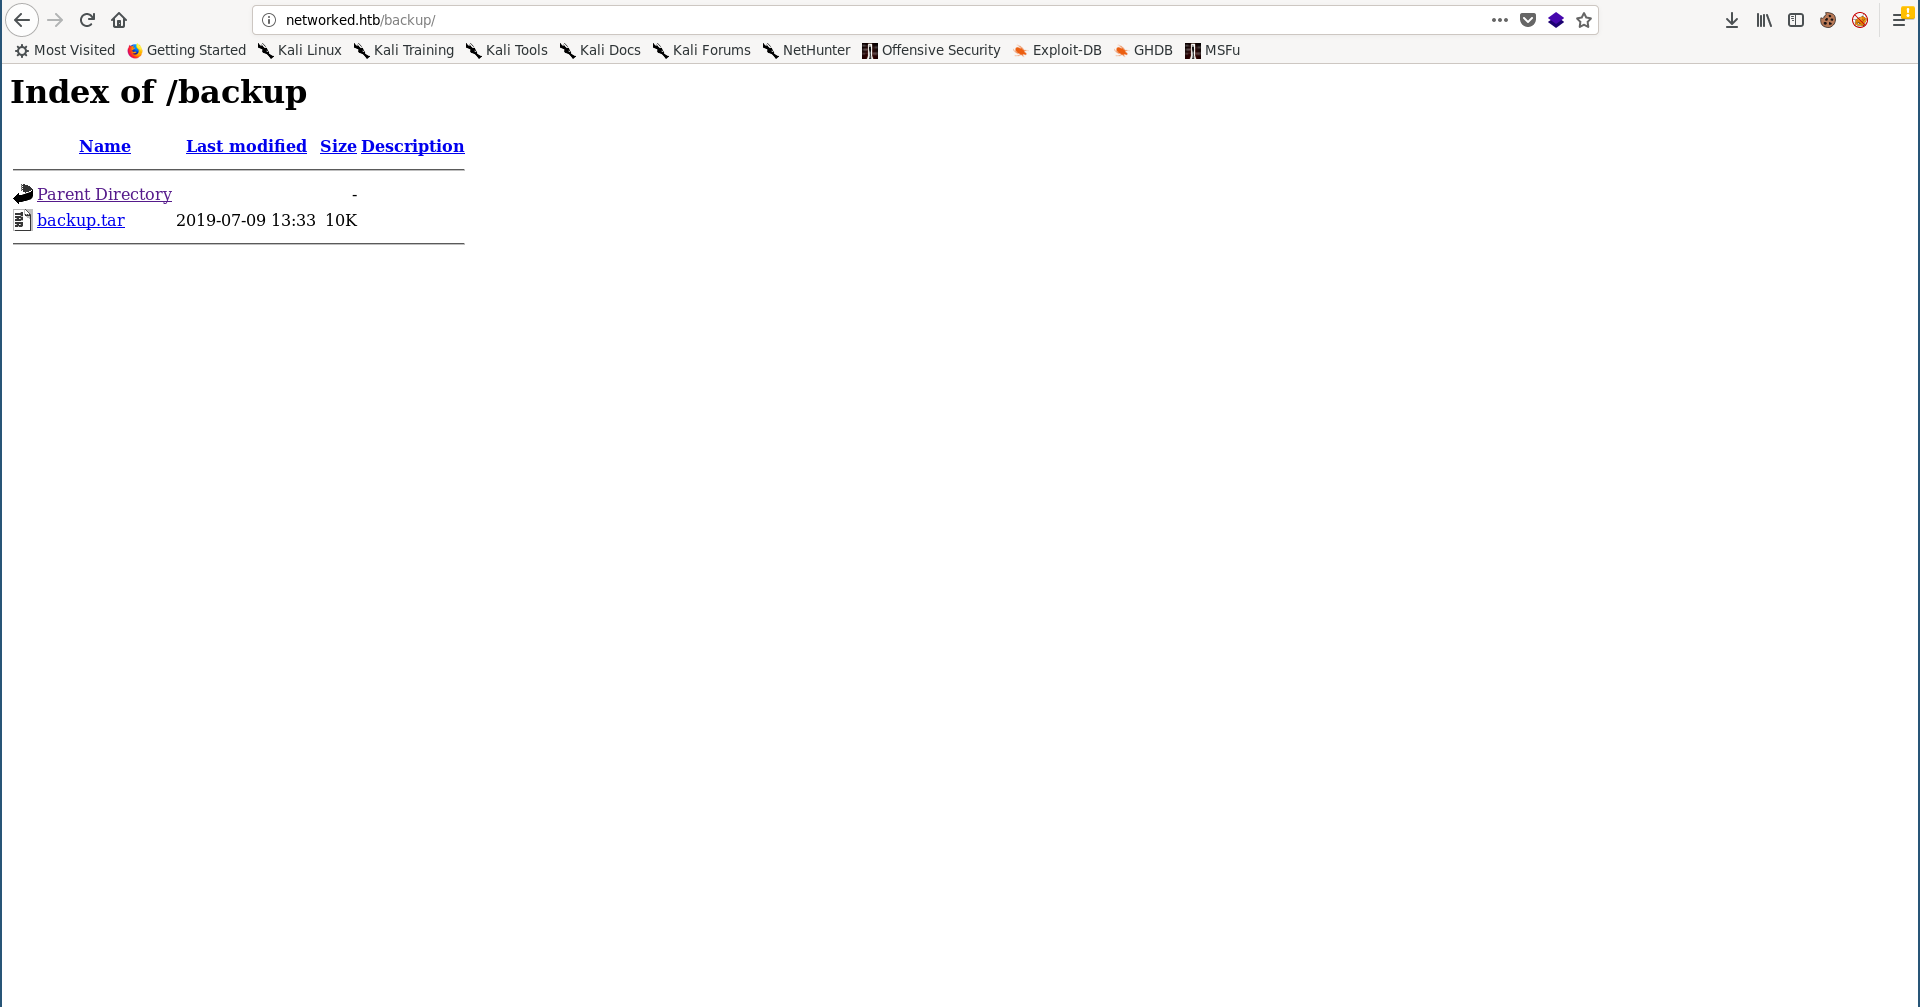 networked.htb/backup/
Most Visited Getting Started Kali Linux Kali Training Kali Tools Kali Docs Kali Forums NetHunter Offensive Security Exploit-DB GHDB MSFu
Index of /backup
Name Last modified Size Description
Parent Directory -
backup.tar 2019-07-09 13:33 10K